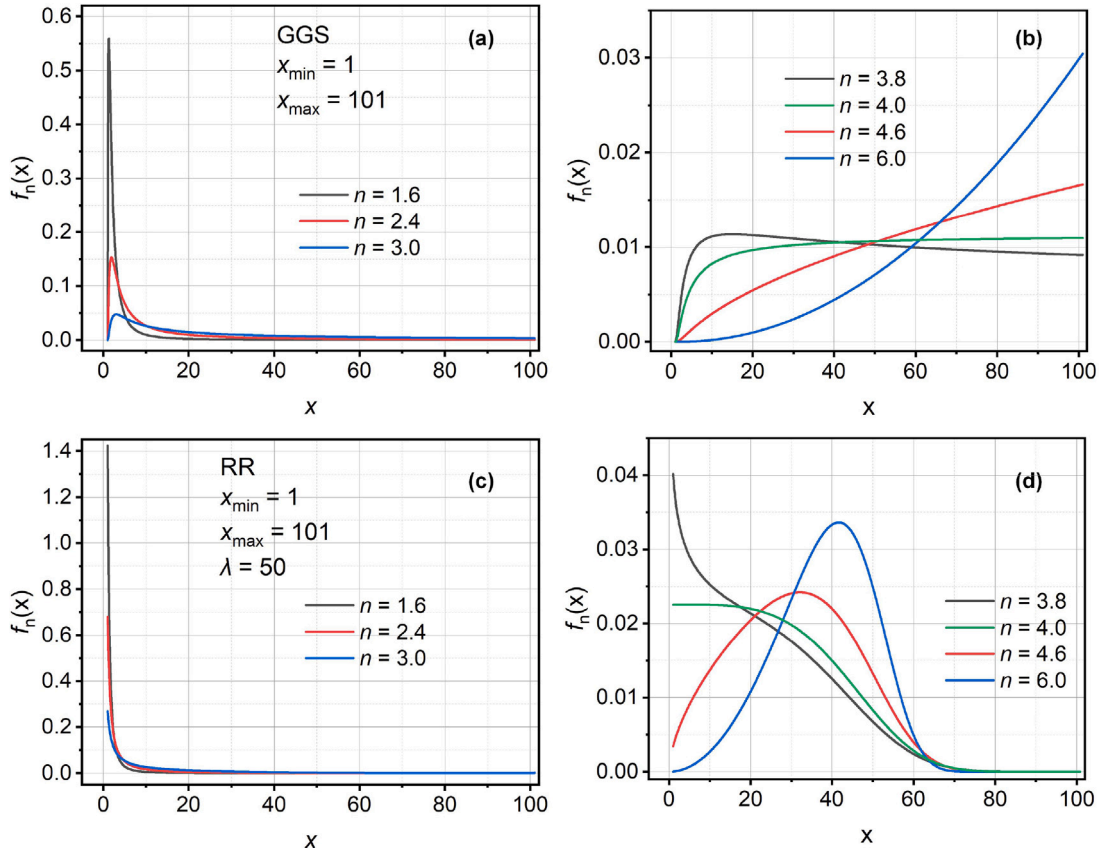 (a)
GGS
x_min = 1
x_max = 101
n = 1.6
n = 2.4
n = 3.0
f_n(x)
0.6
0.5
0.4
0.3
0.2
0.1
0.0
0 20 40 60 80 100
x
(b)
n = 3.8
n = 4.0
n = 4.6
n = 6.0
f_n(x)
0.03
0.02
0.01
0.00
0 20 40 60 80 100
x
(c)
RR
x_min = 1
x_max = 101
λ = 50
n = 1.6
n = 2.4
n = 3.0
f_n(x)
1.4
1.2
1.0
0.8
0.6
0.4
0.2
0.0
0 20 40 60 80 100
x
(d)
n = 3.8
n = 4.0
n = 4.6
n = 6.0
f_n(x)
0.04
0.03
0.02
0.01
0.00
0 20 40 60 80 100
x